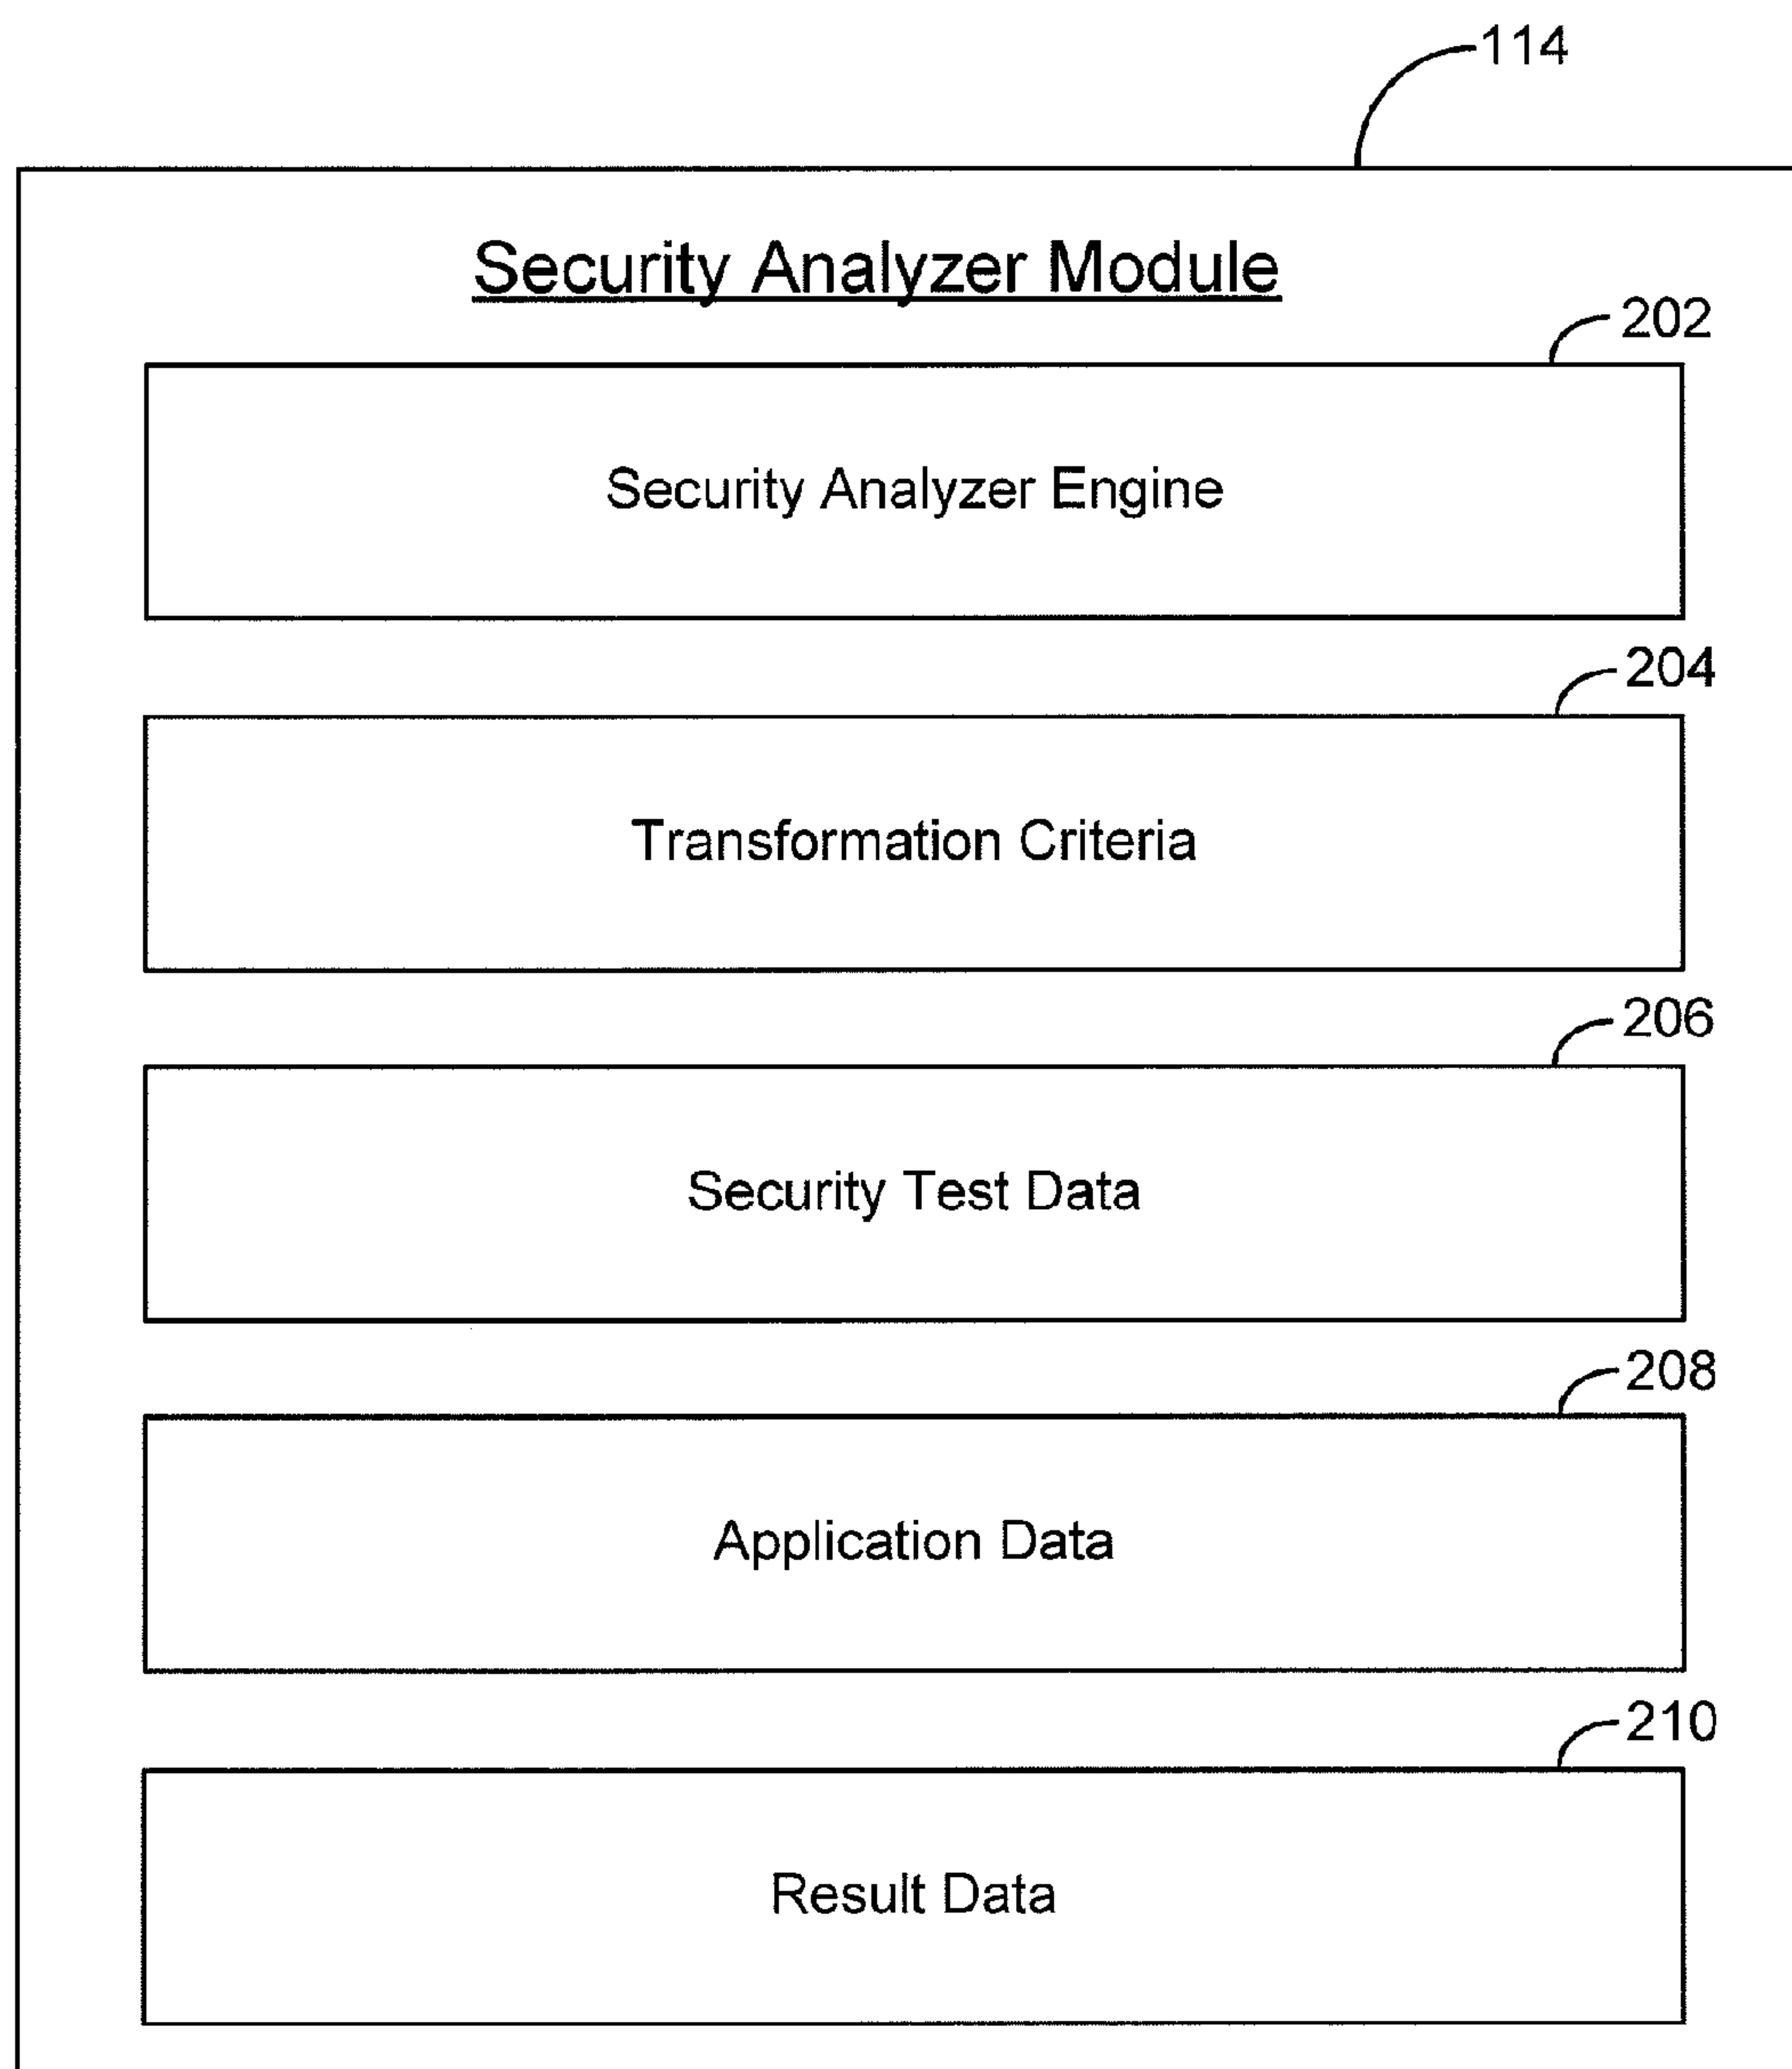 114
Security Analyzer Module
202
Security Analyzer Engine
204
Transformation Criteria
206
Security Test Data
208
Application Data
210
Result Data